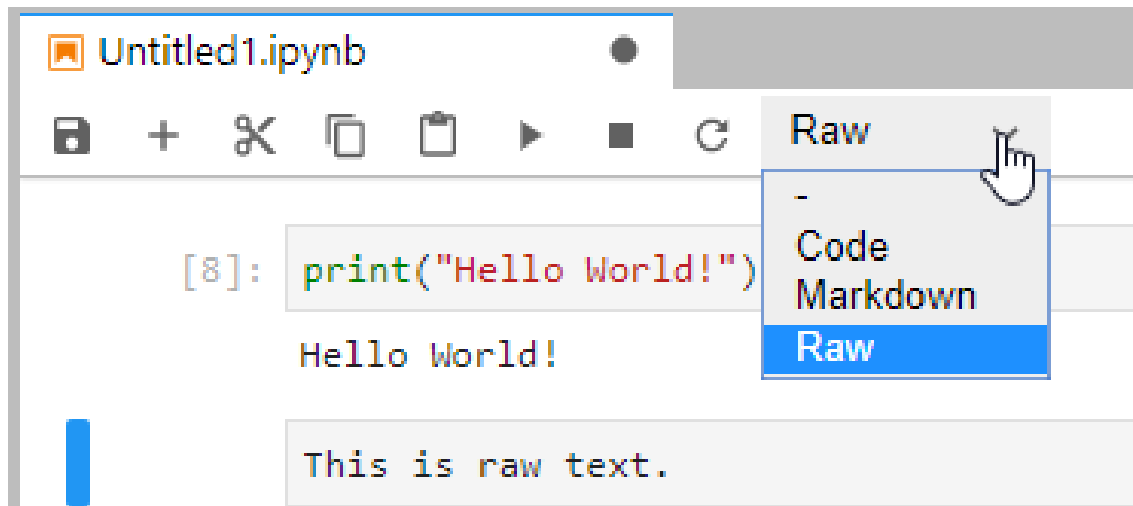 Untitled1.ipynb
Raw
-
Code
Markdown
Raw
[8]: print("Hello World!")
Hello World!
This is raw text.